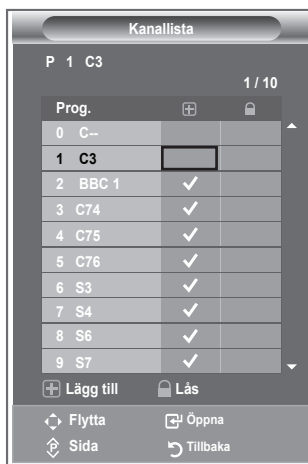 Kanallista
P 1 C3
1 / 10
Prog.
0 C--
1 C3
2 BBC 1
3 C74
4 C75
5 C76
6 S3
7 S4
8 S6
9 S7
Lägg till Lås
Flytta Öppna
Sida Tillbaka